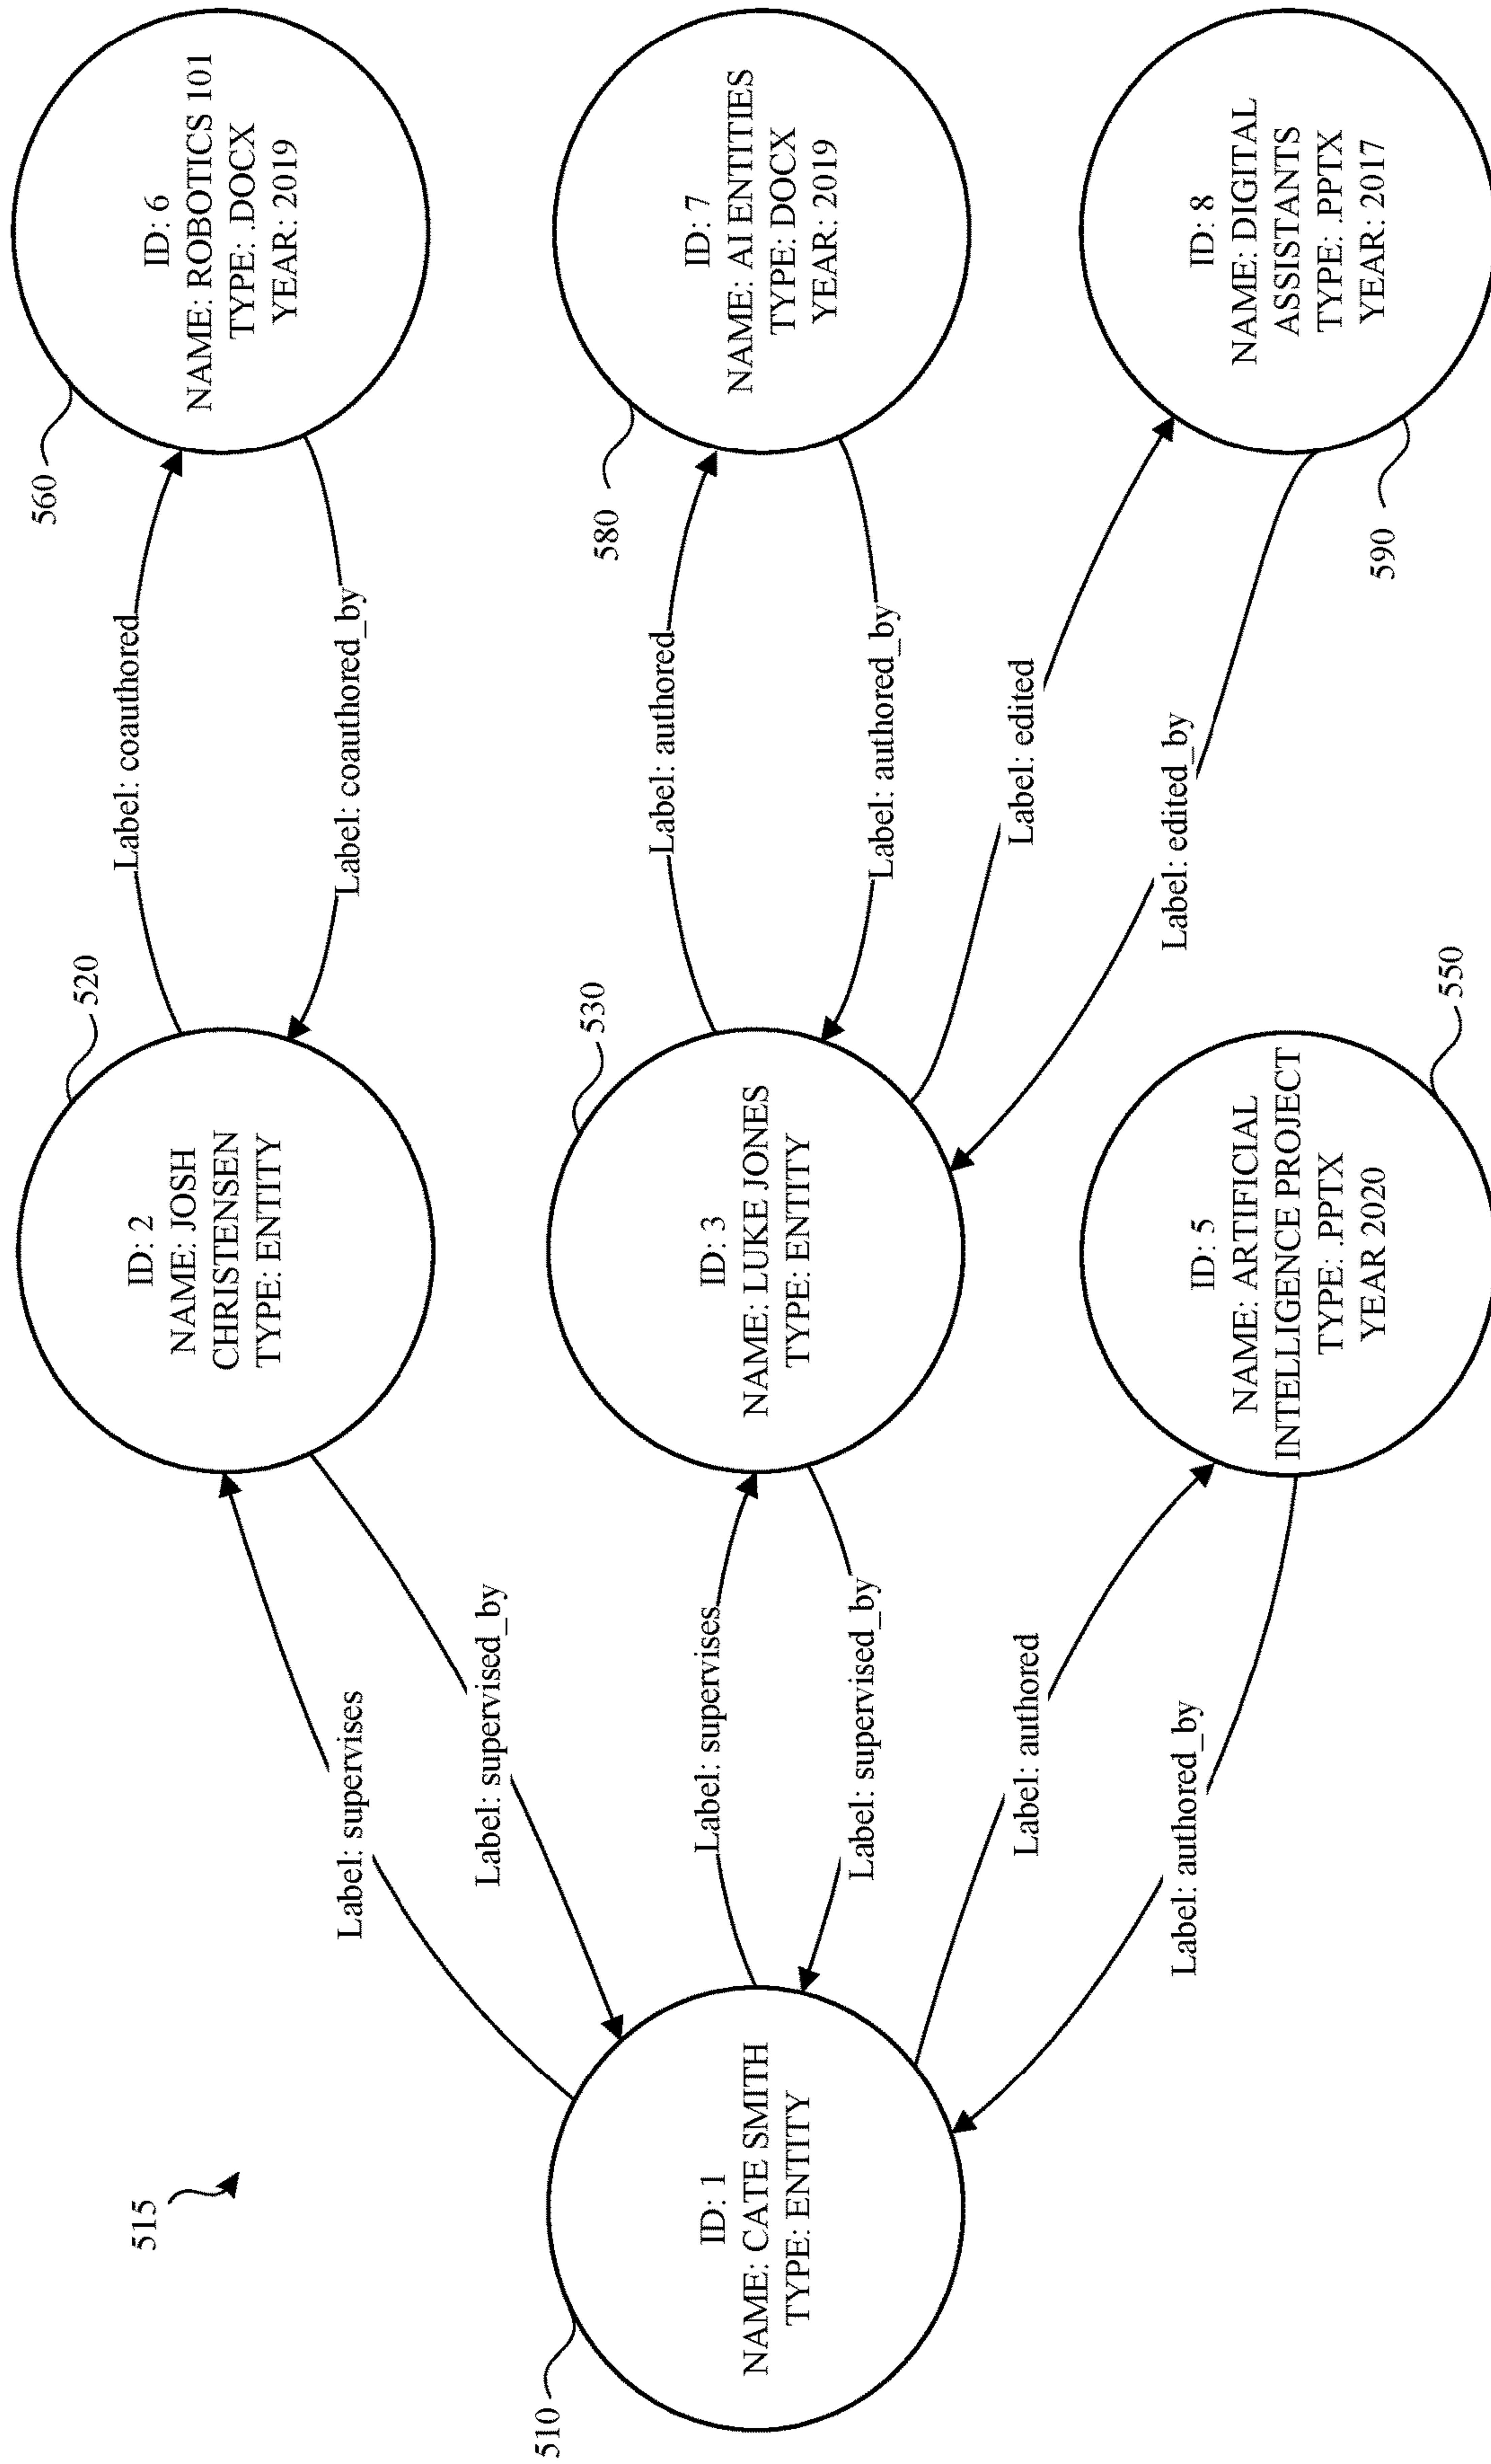 515
510
ID: 1
NAME: CATE SMITH
TYPE: ENTITY
Label: supervises
Label: supervised_by
Label: supervises
Label: supervised_by
Label: authored
Label: authored_by
520
ID: 2
NAME: JOSH
CHRISTENSEN
TYPE: ENTITY
530
ID: 3
NAME: LUKE JONES
TYPE: ENTITY
550
ID: 5
NAME: ARTIFICIAL
INTELLIGENCE PROJECT
TYPE: .PPTX
YEAR 2020
Label: coauthored
Label: coauthored_by
Label: authored
Label: authored_by
Label: edited
Label: edited_by
560
ID: 6
NAME: ROBOTICS 101
TYPE: .DOCX
YEAR: 2019
580
ID: 7
NAME: AI ENTITIES
TYPE: DOCX
YEAR: 2019
590
ID: 8
NAME: DIGITAL
ASSISTANTS
TYPE: .PPTX
YEAR: 2017